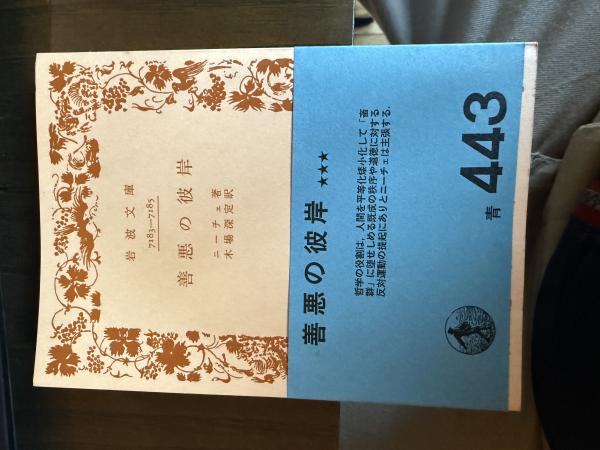 岩波文庫
7183—7185
善悪の彼岸
ニーチェ著
木場深定訳
善悪の彼岸 ★★★
哲学の役割は、人間を平等化矮小化して「畜
群」に堕せしめる既成の秩序や道徳に対する
反対運動の提起にありとニーチェは主張する．
青 443